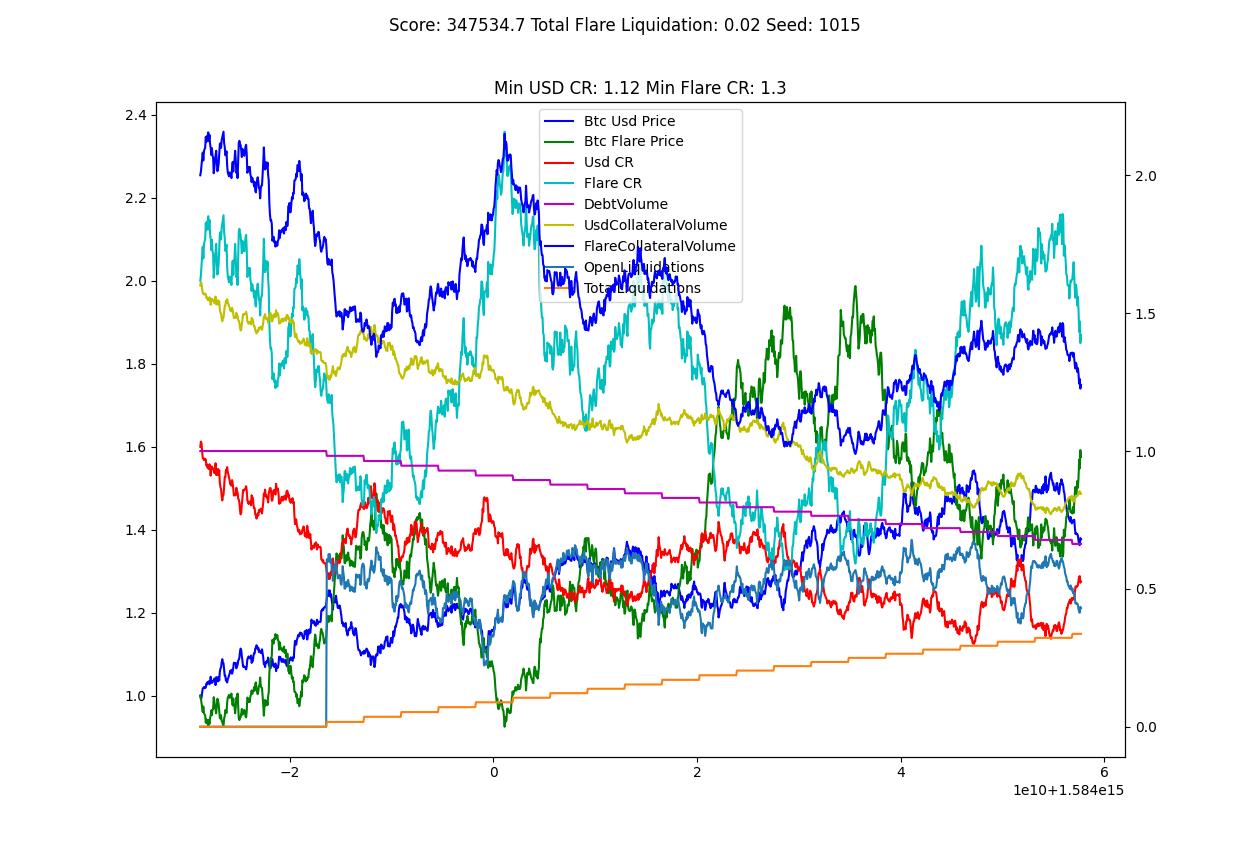 Score: 347534.7 Total Flare Liquidation: 0.02 Seed: 1015
Min USD CR: 1.12 Min Flare CR: 1.3
2.4
2.2
2.0
1.8
1.6
1.4
1.2
1.0
Btc Usd Price
Btc Flare Price
Usd CR
Flare CR
DebtVolume
UsdCollateralVolume
FlareCollateralVolume
OpenLiquidations
TotalLiquidations
2.0
1.5
1.0
0.5
0.0
−2
0
2
4
6
1e10+1.584e15